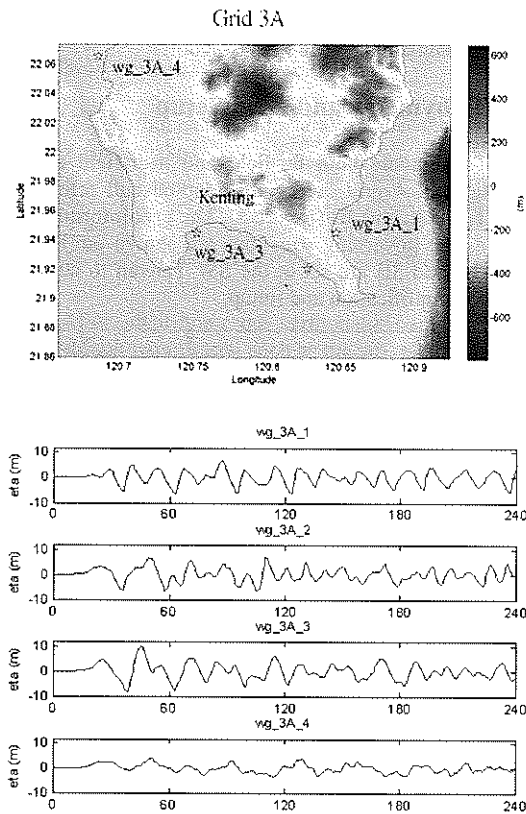 Grid 3A
22.06
22.04
22.02
22
21.98
21.96
21.94
21.92
21.9
21.88
21.86
Latitude
wg_3A_4
Kenting
wg_3A_1
wg_3A_3
120.7
120.75
120.8
120.85
120.9
Longitude
600
400
200
0
-200
-400
-600
(m)
wg_3A_1
eta (m)
10
0
-10
0 60 120 180 240
wg_3A_2
eta (m)
10
0
-10
0 60 120 180 240
wg_3A_3
eta (m)
10
0
-10
0 60 120 180 240
wg_3A_4
eta (m)
10
0
-10
0 60 120 180 240